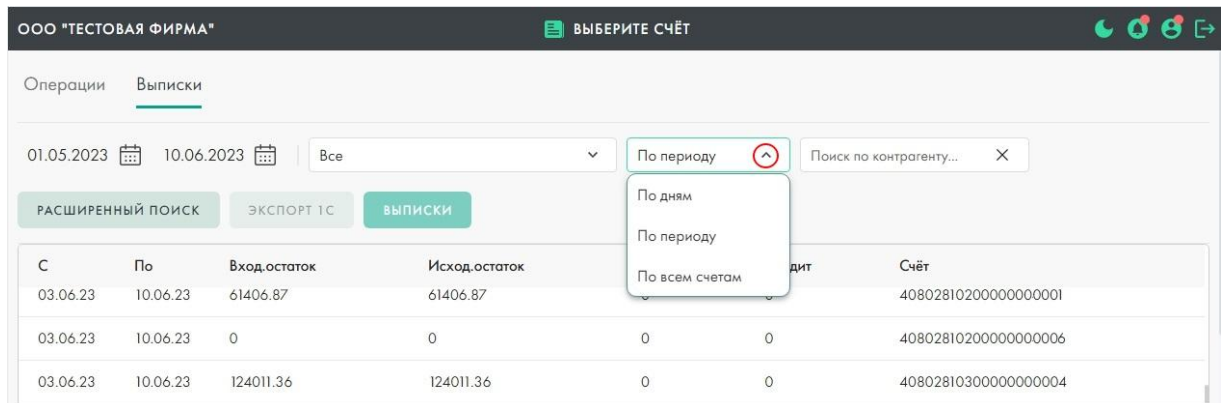 ООО "ТЕСТОВАЯ ФИРМА" ВЫБЕРИТЕ СЧЁТ
Операции Выписки
01.05.2023 10.06.2023 Все По периоду Поиск по контрагенту...
По дням
РАСШИРЕННЫЙ ПОИСК ЭКСПОРТ 1С ВЫПИСКИ
По периоду
С По Вход.остаток Исход.остаток дит Счёт
По всем счетам
03.06.23 10.06.23 61406.87 61406.87 0 0 40802810200000000001
03.06.23 10.06.23 0 0 0 0 40802810200000000006
03.06.23 10.06.23 124011.36 124011.36 0 0 40802810300000000004